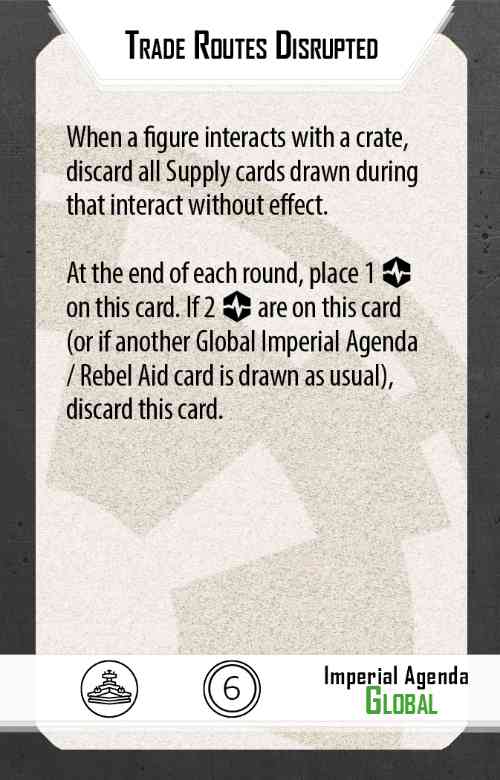 Trade Routes Disrupted
When a figure interacts with a crate,
discard all Supply cards drawn during
that interact without effect.
At the end of each round, place 1
on this card. If 2 are on this card
(or if another Global Imperial Agenda
/ Rebel Aid card is drawn as usual),
discard this card.
6
Imperial Agenda
Global